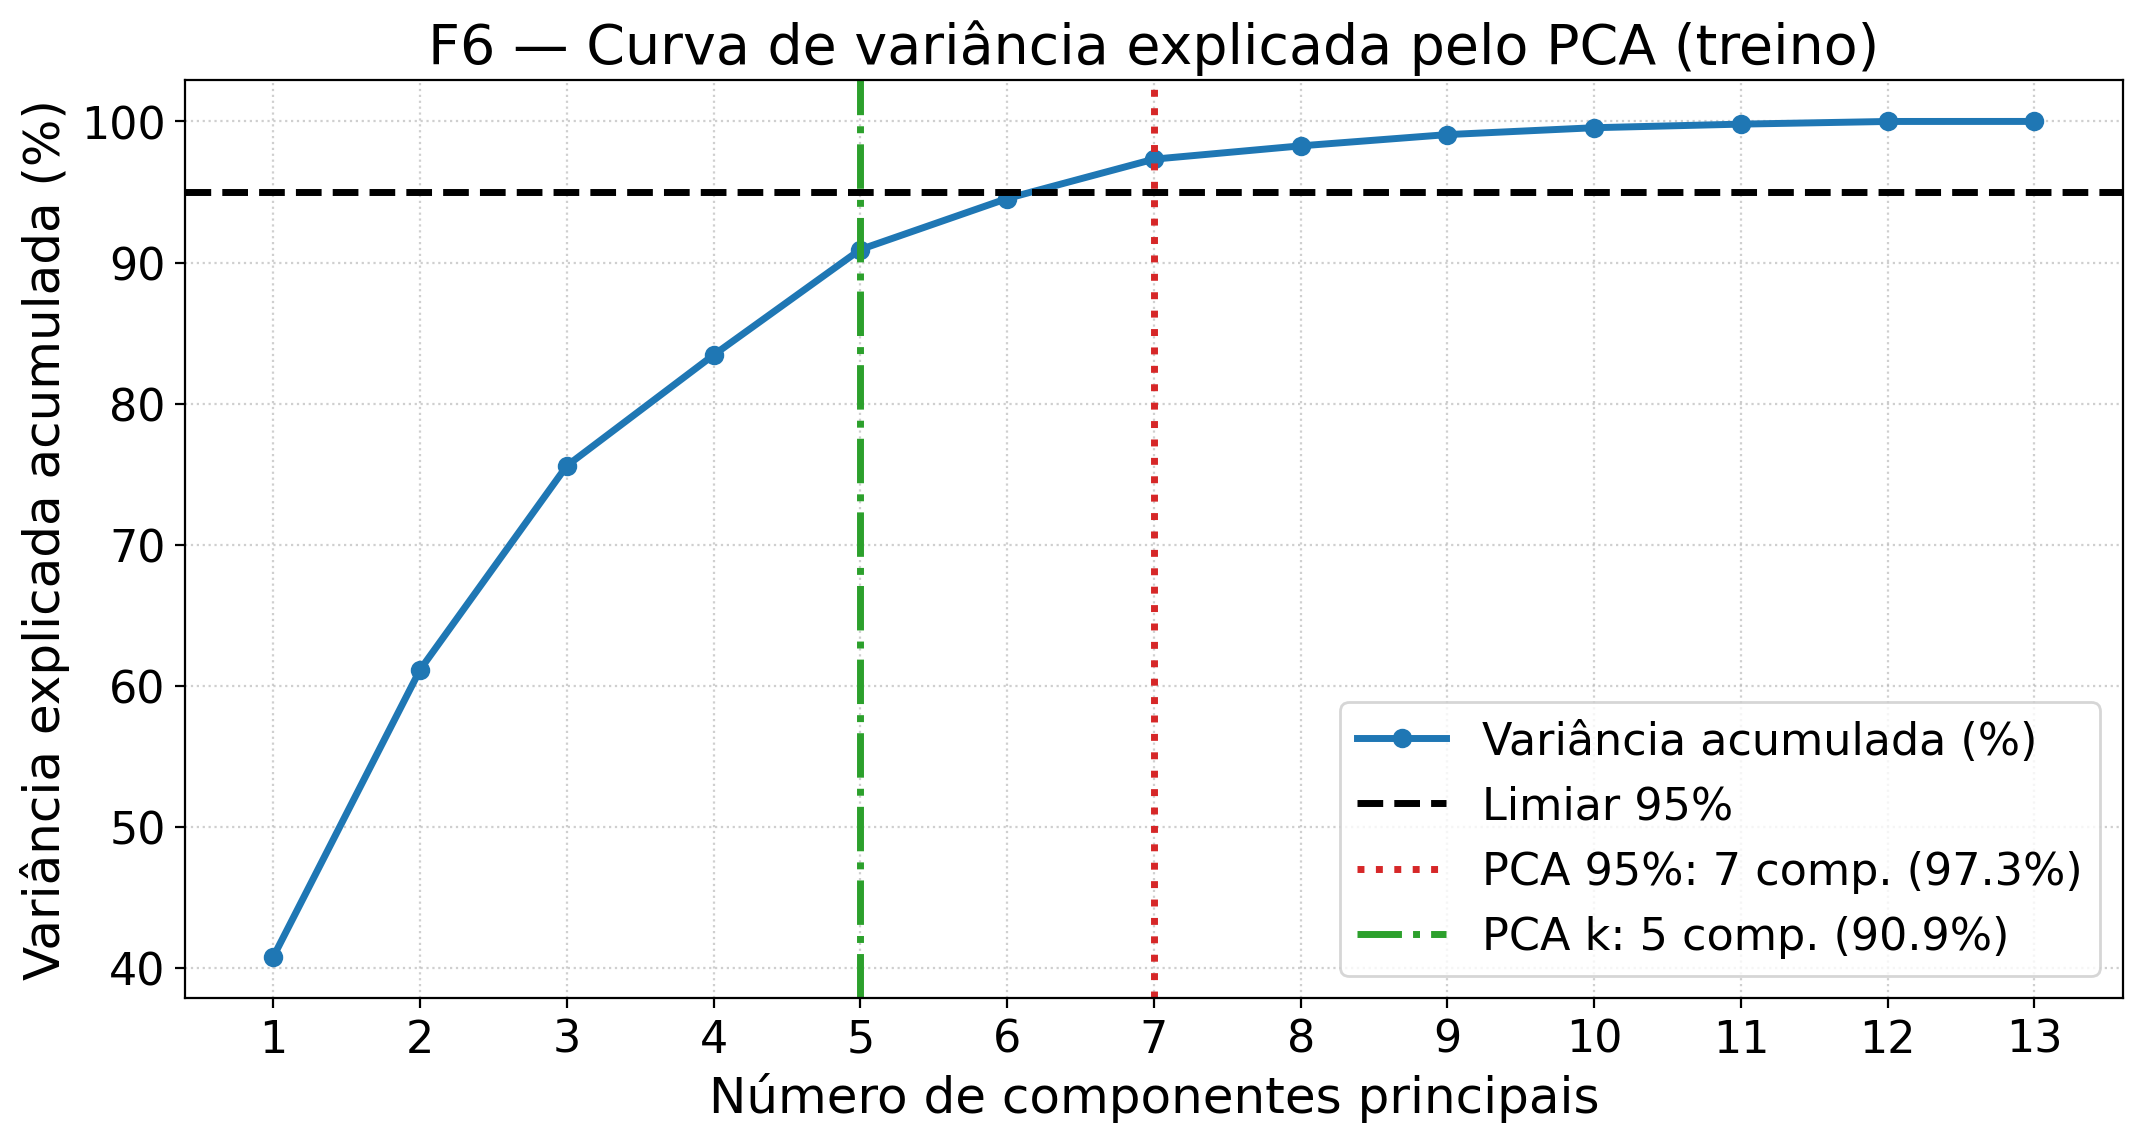 F6 — Curva de variância explicada pelo PCA (treino)
Variância explicada acumulada (%)
100
90
80
70
60
50
40
Variância acumulada (%)
Limiar 95%
PCA 95%: 7 comp. (97.3%)
PCA k: 5 comp. (90.9%)
1 2 3 4 5 6 7 8 9 10 11 12 13
Número de componentes principais